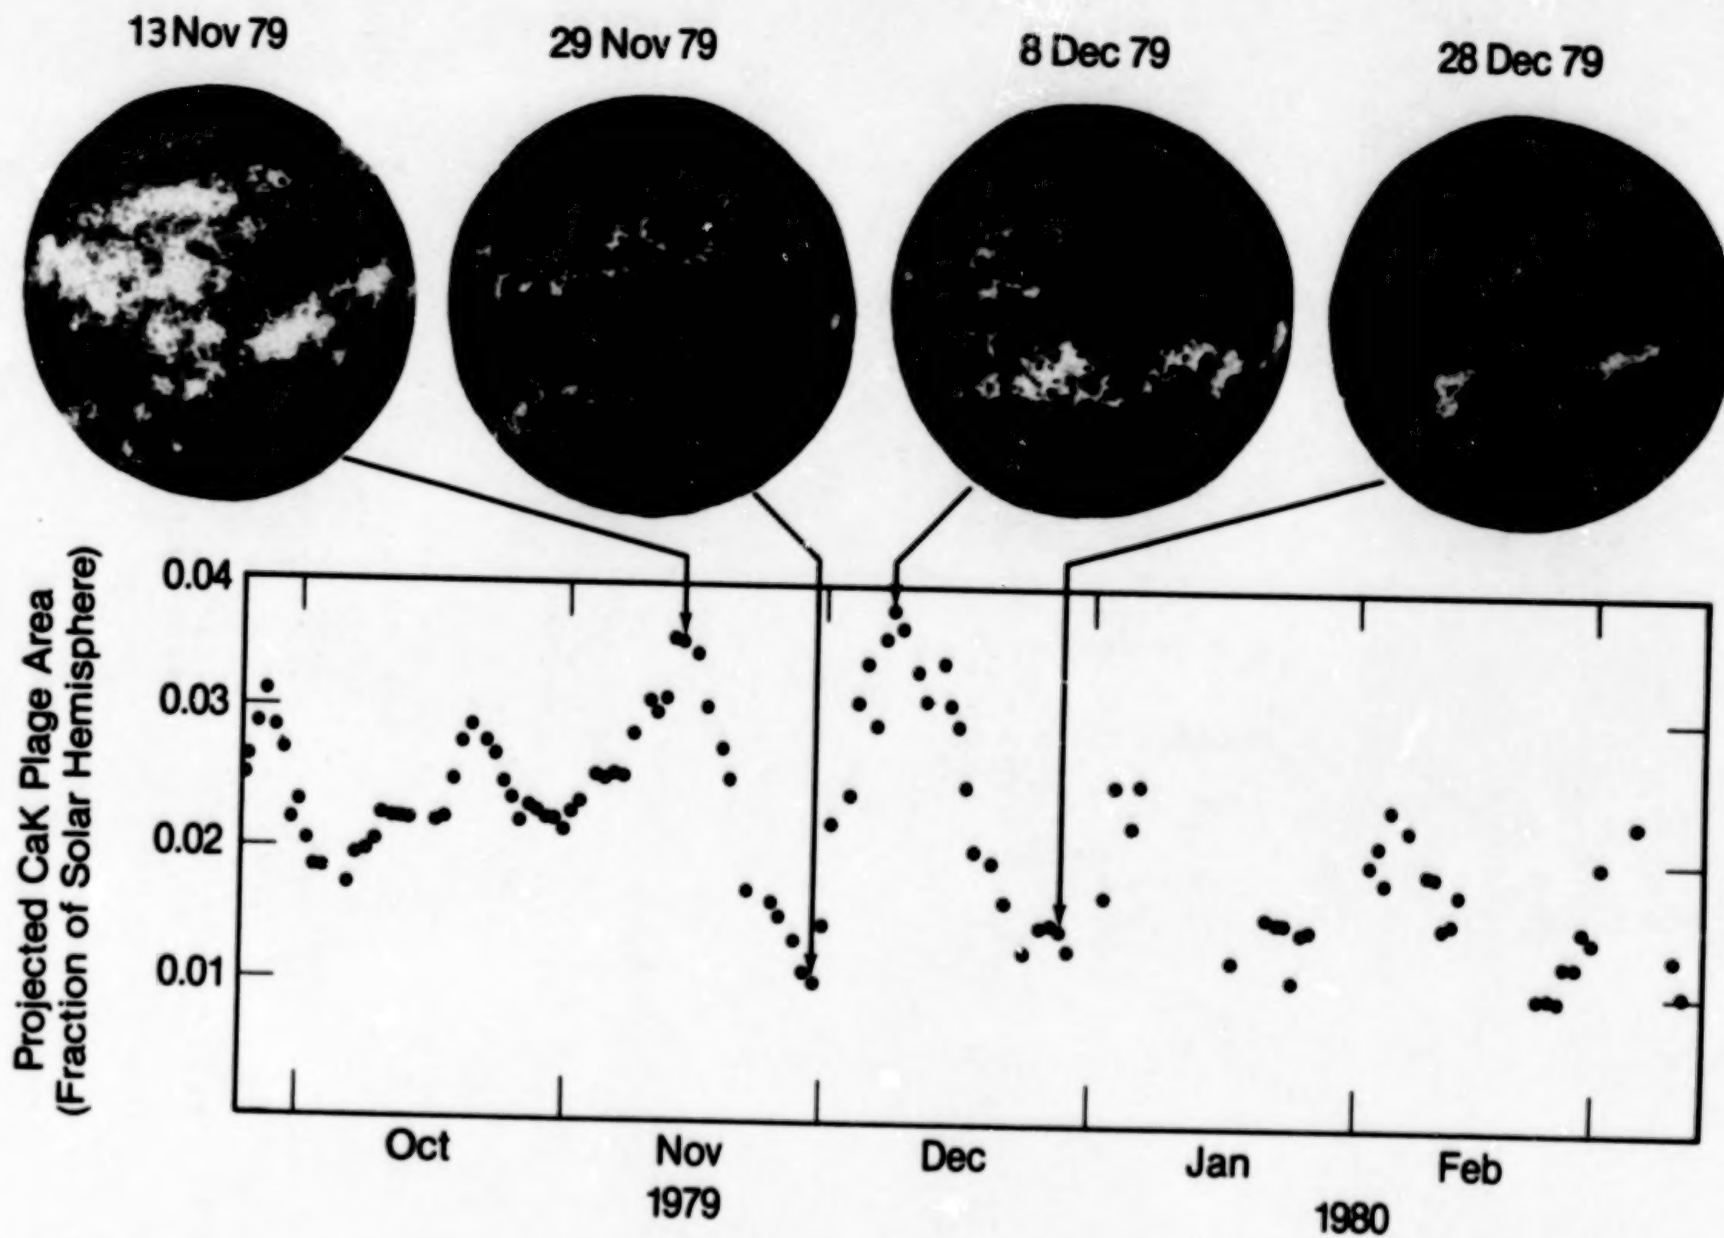 13 Nov 79
29 Nov 79
8 Dec 79
28 Dec 79
Projected CaK Plage Area
(Fraction of Solar Hemisphere)
0.04
0.03
0.02
0.01
Oct
Nov
Dec
Jan
Feb
1979
1980